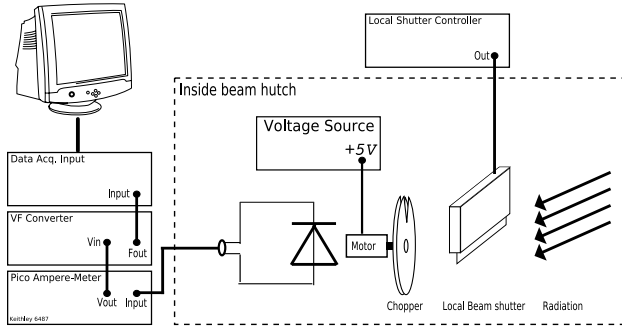 Local Shutter Controller
Out
Inside beam hutch
Voltage Source
+5V
Data Acq, Input
Input
VF Converter
Vin
Fout
Motor
Pico Ampere-Meter
Vout
Input
Keithley 6487
Chopper
Local Beam shutter
Radiation